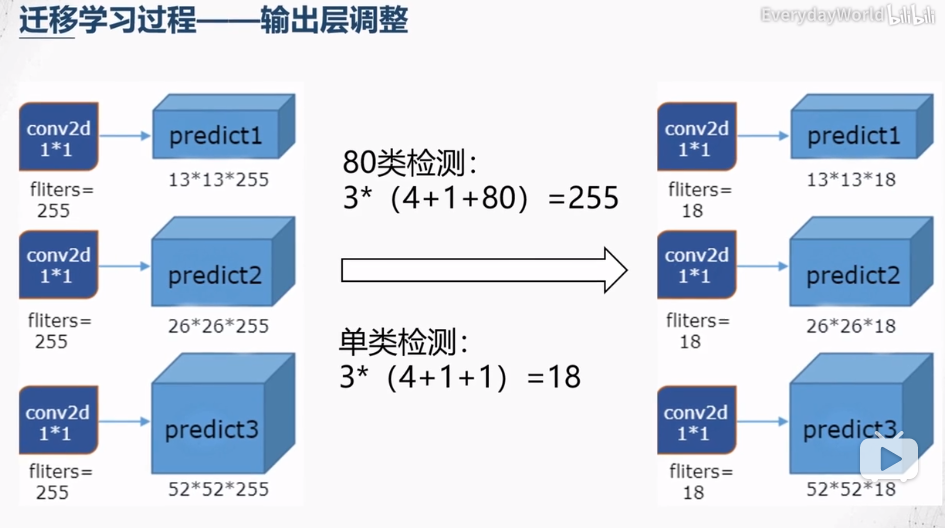 迁移学习过程——输出层调整
EverydayWorld bilibili
conv2d
1*1
predict1
fliters=
255
13*13*255
conv2d
1*1
predict2
fliters=
255
26*26*255
conv2d
1*1
predict3
fliters=
255
52*52*255
80类检测：
3*（4+1+80）=255
单类检测：
3*（4+1+1）=18
conv2d
1*1
predict1
fliters=
18
13*13*18
conv2d
1*1
predict2
fliters=
18
26*26*18
conv2d
1*1
predict3
fliters=
18
52*52*18